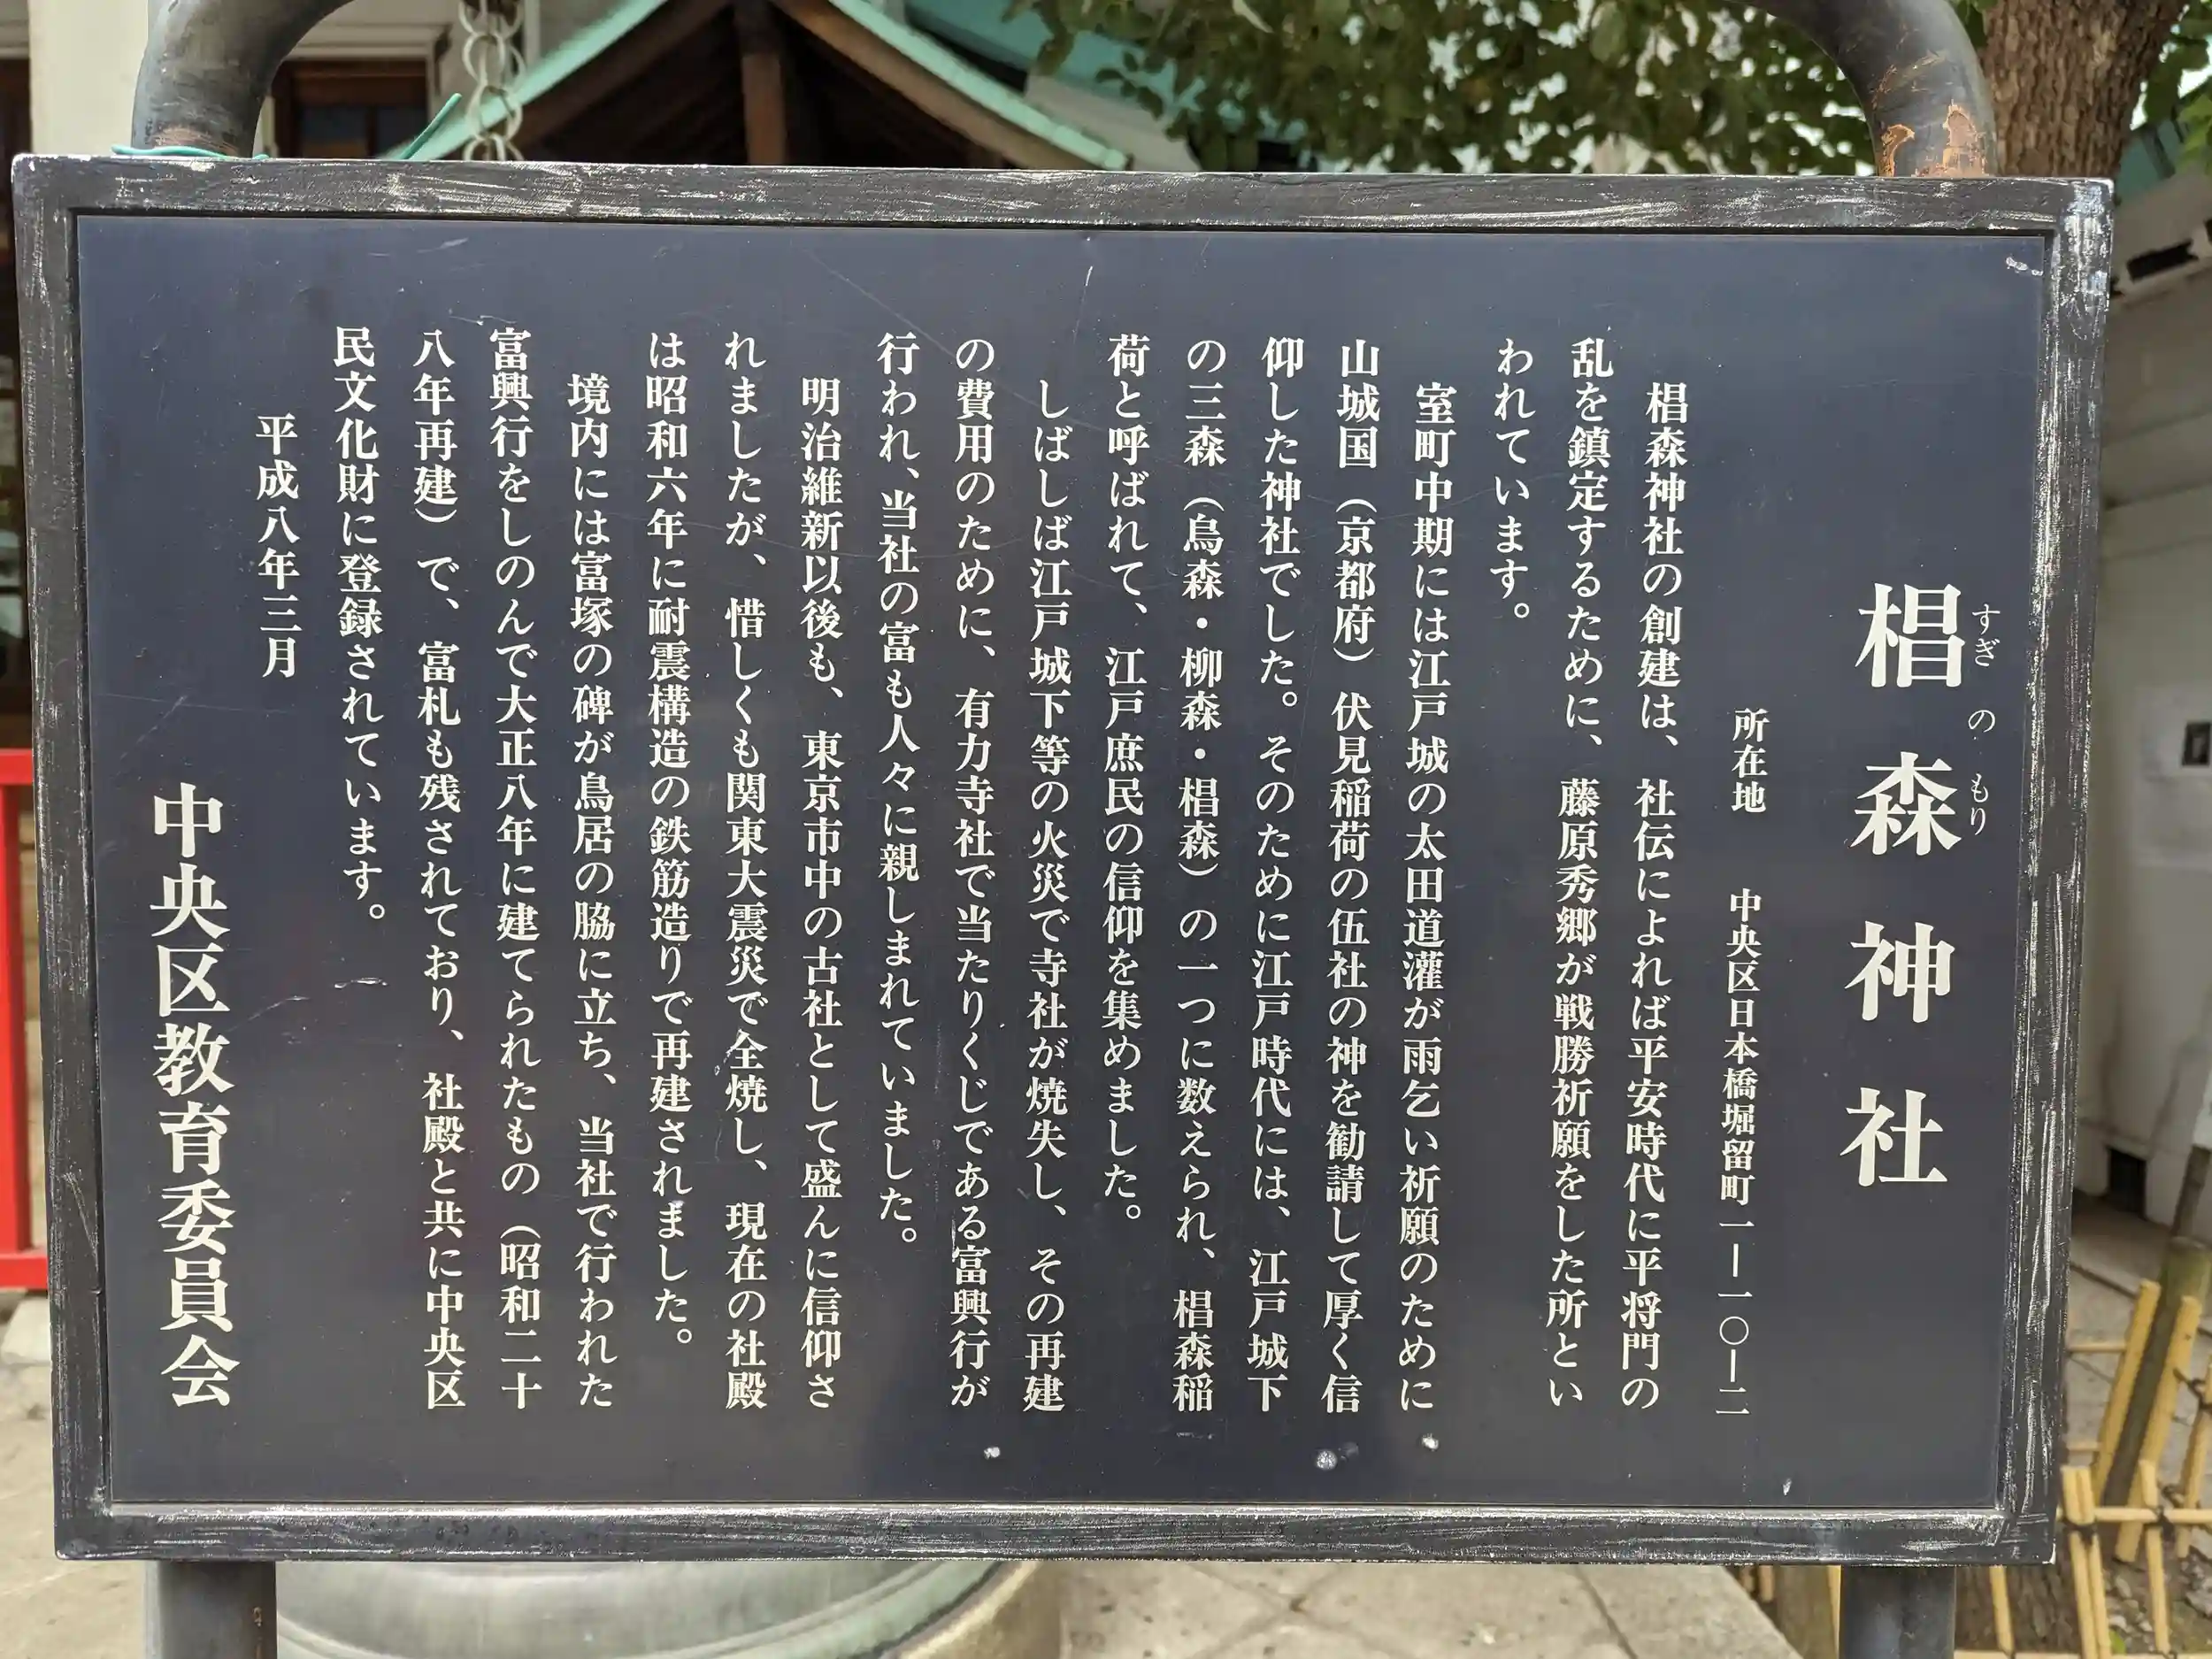 椙森神社
すぎのもり
所在地　中央区日本橋堀留町一ー一〇ー二
椙森神社の創建は、社伝によれば平安時代に平将門の
乱を鎮定するために、藤原秀郷が戦勝祈願をした所とい
われています。
室町中期には江戸城の太田道灌が雨乞い祈願のために
山城国（京都府）伏見稲荷の伍社の神を勧請して厚く信
仰した神社でした。そのために江戸時代には、江戸城下
の三森（烏森・柳森・椙森）の一つに数えられ、椙森稲
荷と呼ばれて、江戸庶民の信仰を集めました。
しばしば江戸城下等の火災で寺社が焼失し、その再建
の費用のために、有力寺社で当たりくじである富興行が
行われ、当社の富も人々に親しまれていました。
明治維新以後も、東京市中の古社として盛んに信仰さ
れましたが、惜しくも関東大震災で全焼し、現在の社殿
は昭和六年に耐震構造の鉄筋造りで再建されました。
境内には富塚の碑が鳥居の脇に立ち、当社で行われた
富興行をしのんで大正八年に建てられたもの（昭和二十
八年再建）で、富札も残されており、社殿と共に中央区
民文化財に登録されています。
平成八年三月
中央区教育委員会